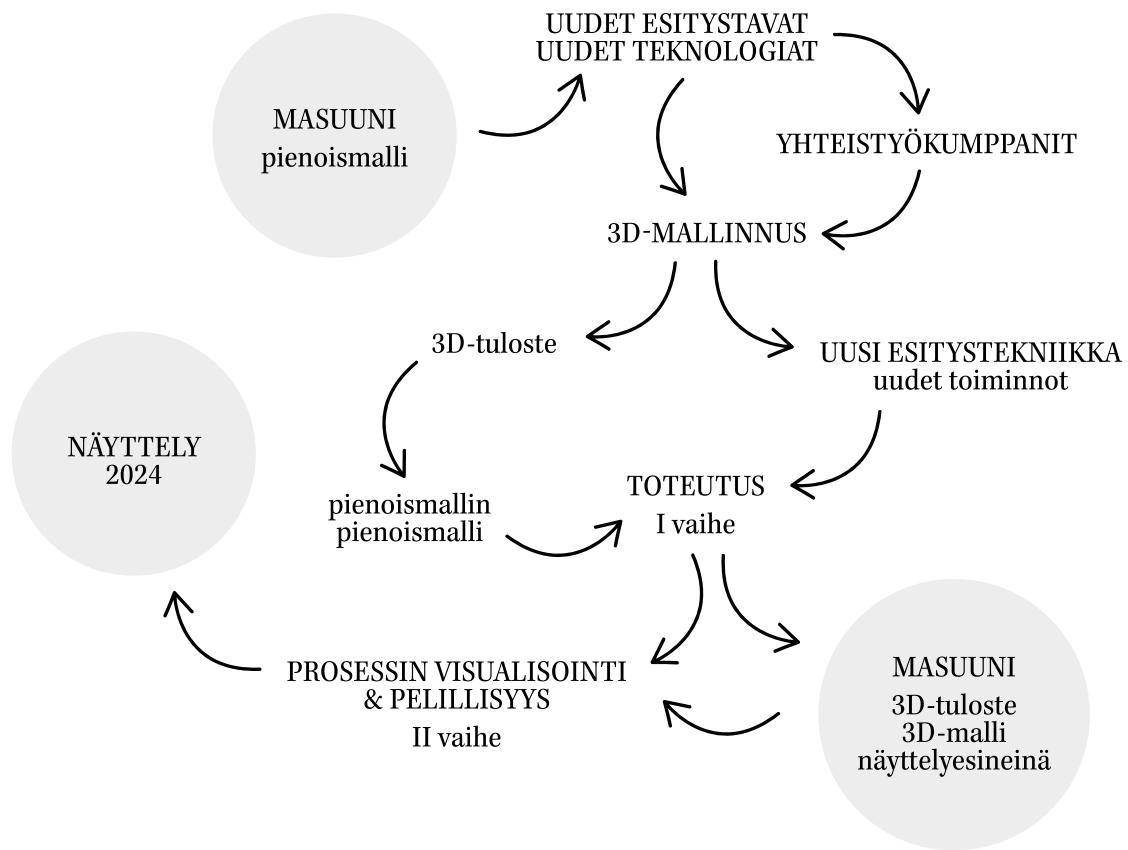 UUDET ESITYSTAVAT
UUDET TEKNOLOGIAT
MASUUNI
pienoismalli
YHTEISTYÖKUMPPANIT
3D-MALLINNUS
3D-tuloste
UUSI ESITYSTEKNIIKKA
uudet toiminnot
NÄYTTELY
2024
pienoismallin
pienoismalli
TOTEUTUS
I vaihe
PROSESSIN VISUALISOINTI
& PELILLISYYS
II vaihe
MASUUNI
3D-tuloste
3D-malli
näyttelyesineinä